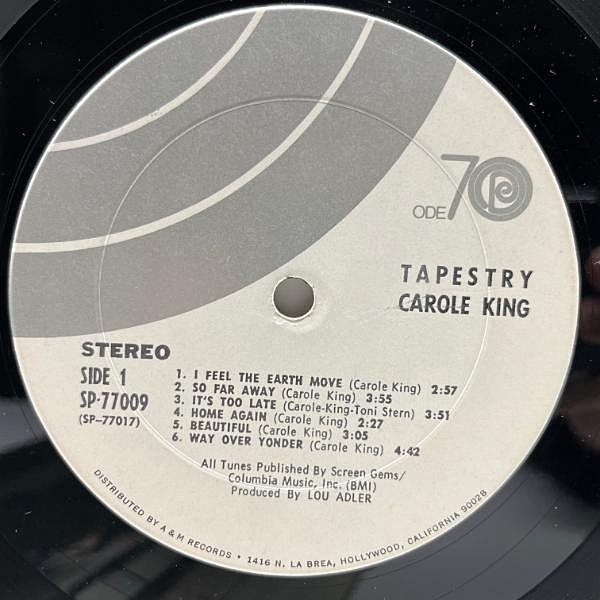 ODE 70
TAPESTRY
CAROLE KING
STEREO
SIDE 1
SP-77009
(SP-77017)
1. I FEEL THE EARTH MOVE (Carole King) 2:57
2. SO FAR AWAY (Carole King) 3:55
3. IT'S TOO LATE (Carole-King-Toni Stern) 3:51
4. HOME AGAIN (Carole King) 2:27
5. BEAUTIFUL (Carole King) 3:05
6. WAY OVER YONDER (Carole King) 4:42
All Tunes Published By Screen Gems/
Columbia Music, Inc. (BMI)
Produced By LOU ADLER
DISTRIBUTED BY A & M RECORDS • 1416 N. LA BREA, HOLLYWOOD, CALIFORNIA 90028